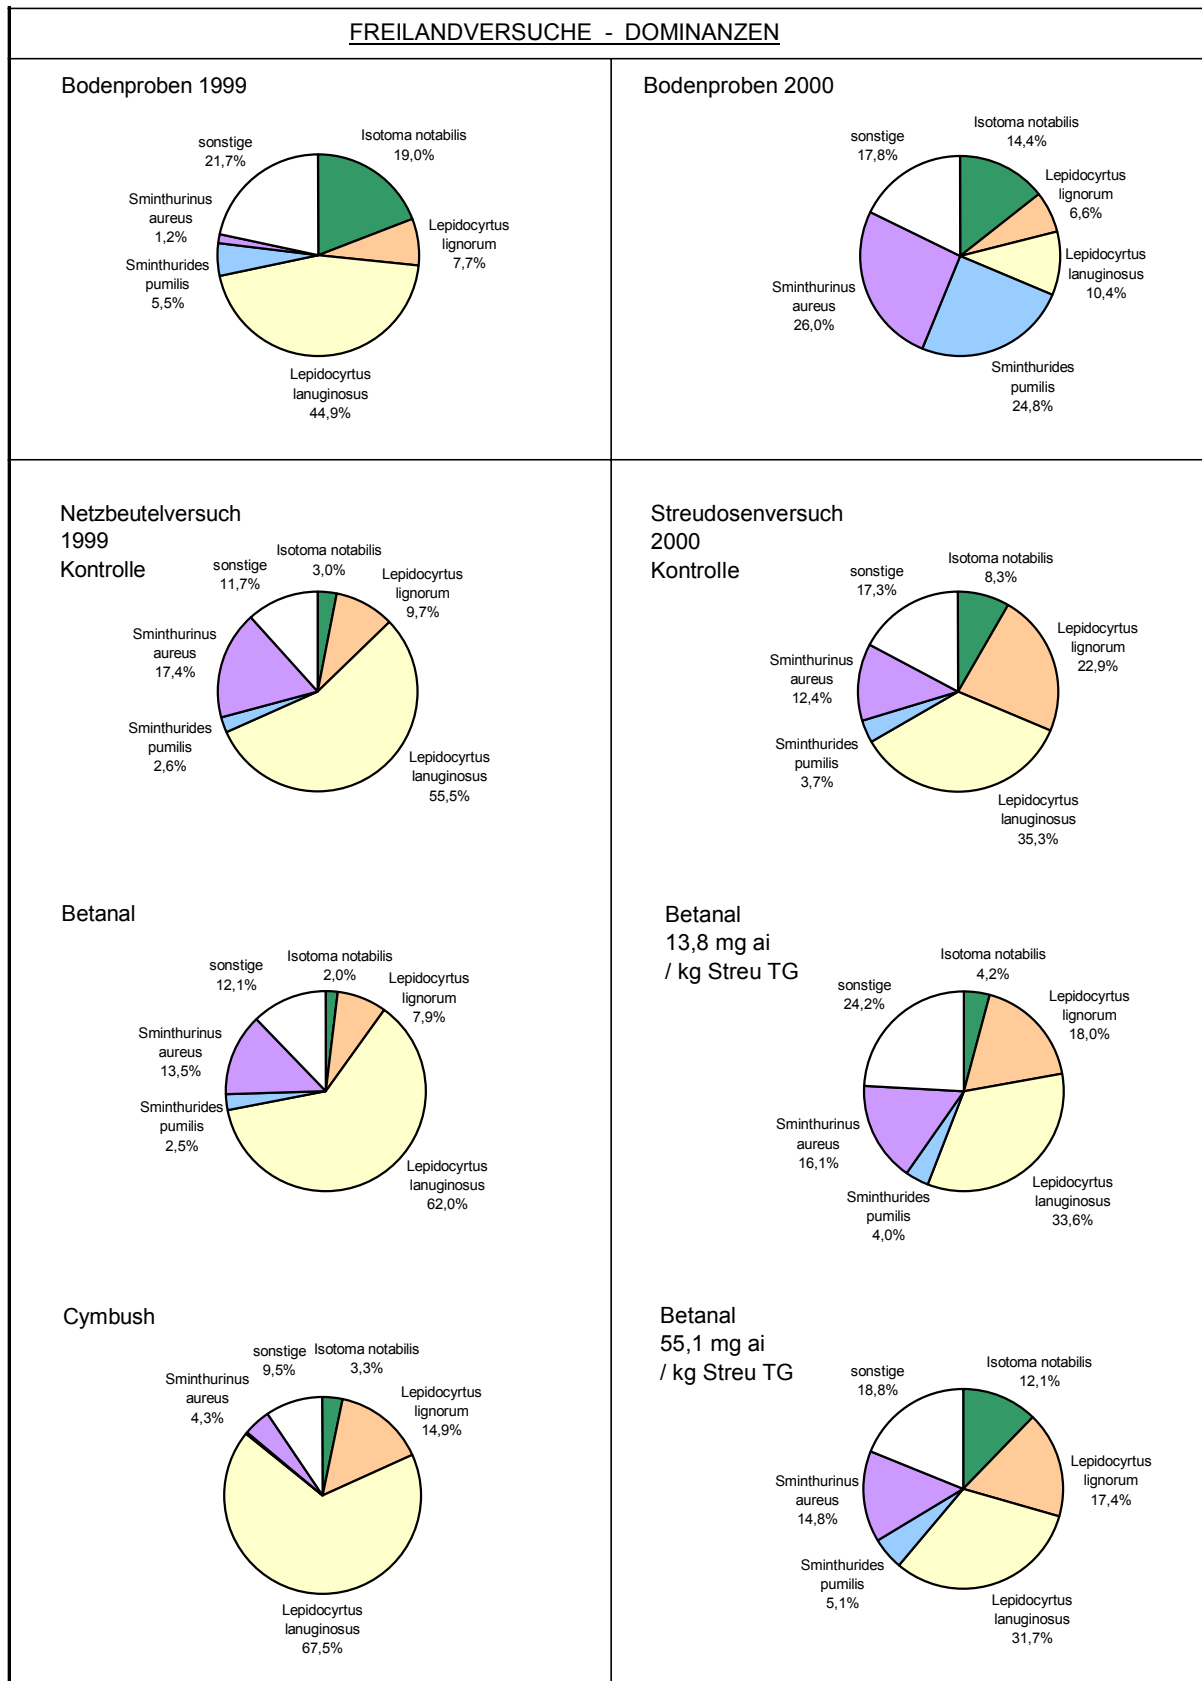 FREILANDVERSUCHE - DOMINANZEN
Bodenproben 1999
sonstige
21,7%
Isotoma notabilis
19,0%
Sminthurinus
aureus
1,2%
Lepidocyrtus
lignorum
7,7%
Sminthurides
pumilis
5,5%
Lepidocyrtus
lanuginosus
44,9%
Bodenproben 2000
sonstige
17,8%
Isotoma notabilis
14,4%
Lepidocyrtus
lignorum
6,6%
Lepidocyrtus
lanuginosus
10,4%
Sminthurinus
aureus
26,0%
Sminthurides
pumilis
24,8%
Netzbeutelversuch
1999
Kontrolle
sonstige
11,7%
Isotoma notabilis
3,0%
Lepidocyrtus
lignorum
9,7%
Sminthurinus
aureus
17,4%
Sminthurides
pumilis
2,6%
Lepidocyrtus
lanuginosus
55,5%
Streudosenversuch
2000
Kontrolle
sonstige
17,3%
Isotoma notabilis
8,3%
Lepidocyrtus
lignorum
22,9%
Sminthurinus
aureus
12,4%
Sminthurides
pumilis
3,7%
Lepidocyrtus
lanuginosus
35,3%
Betanal
sonstige
12,1%
Isotoma notabilis
2,0%
Lepidocyrtus
lignorum
7,9%
Sminthurinus
aureus
13,5%
Sminthurides
pumilis
2,5%
Lepidocyrtus
lanuginosus
62,0%
Betanal
13,8 mg ai
/ kg Streu TG
sonstige
24,2%
Isotoma notabilis
4,2%
Lepidocyrtus
lignorum
18,0%
Sminthurinus
aureus
16,1%
Sminthurides
pumilis
4,0%
Lepidocyrtus
lanuginosus
33,6%
Cymbush
sonstige
9,5%
Isotoma notabilis
3,3%
Sminthurinus
aureus
4,3%
Lepidocyrtus
lignorum
14,9%
Lepidocyrtus
lanuginosus
67,5%
Betanal
55,1 mg ai
/ kg Streu TG
sonstige
18,8%
Isotoma notabilis
12,1%
Lepidocyrtus
lignorum
17,4%
Sminthurinus
aureus
14,8%
Sminthurides
pumilis
5,1%
Lepidocyrtus
lanuginosus
31,7%